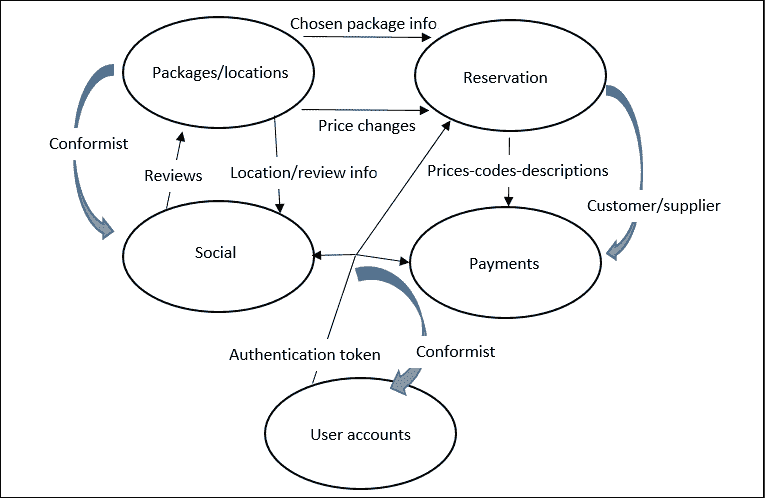 Chosen package info
Packages/locations
Reservation
Price changes
Conformist
Reviews
Location/review info
Prices-codes-descriptions
Customer/supplier
Social
Payments
Authentication token
Conformist
User accounts